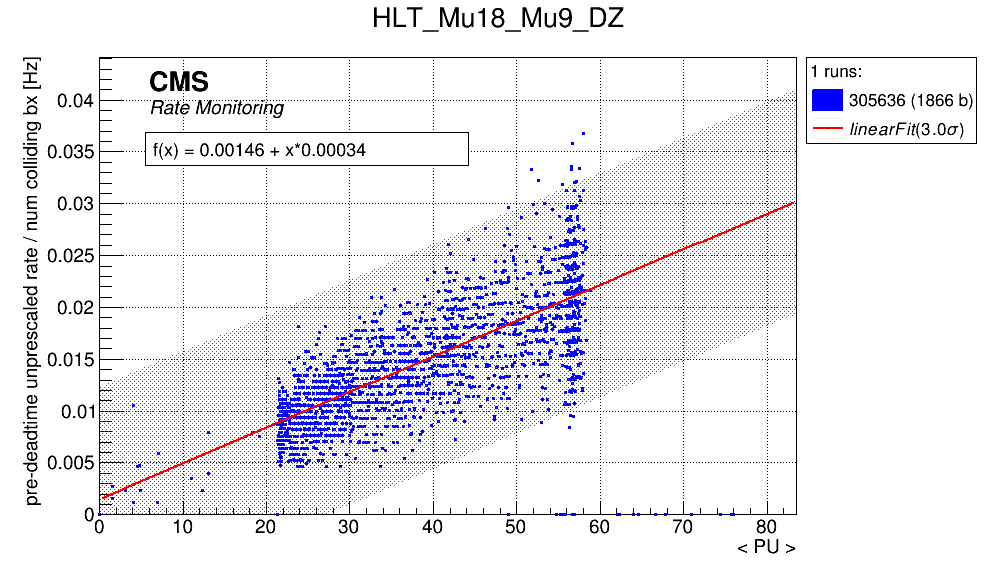 HLT_Mu18_Mu9_DZ
pre-deadtime unprescaled rate / num colliding bx [Hz]
CMS
Rate Monitoring
f(x) = 0.00146 + x*0.00034
0.04
0.035
0.03
0.025
0.02
0.015
0.01
0.005
0
0 10 20 30 40 50 60 70 80
< PU >
1 runs:
305636 (1866 b)
linearFit(3.0σ)